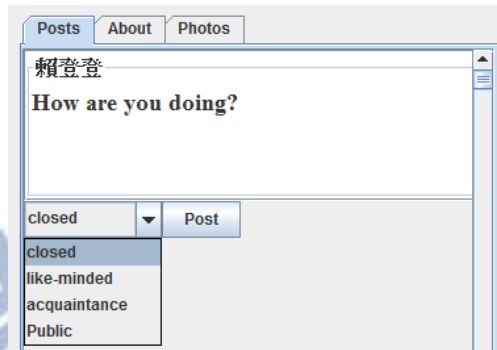 Posts About Photos
賴登登
How are you doing?
closed Post
closed
like-minded
acquaintance
Public